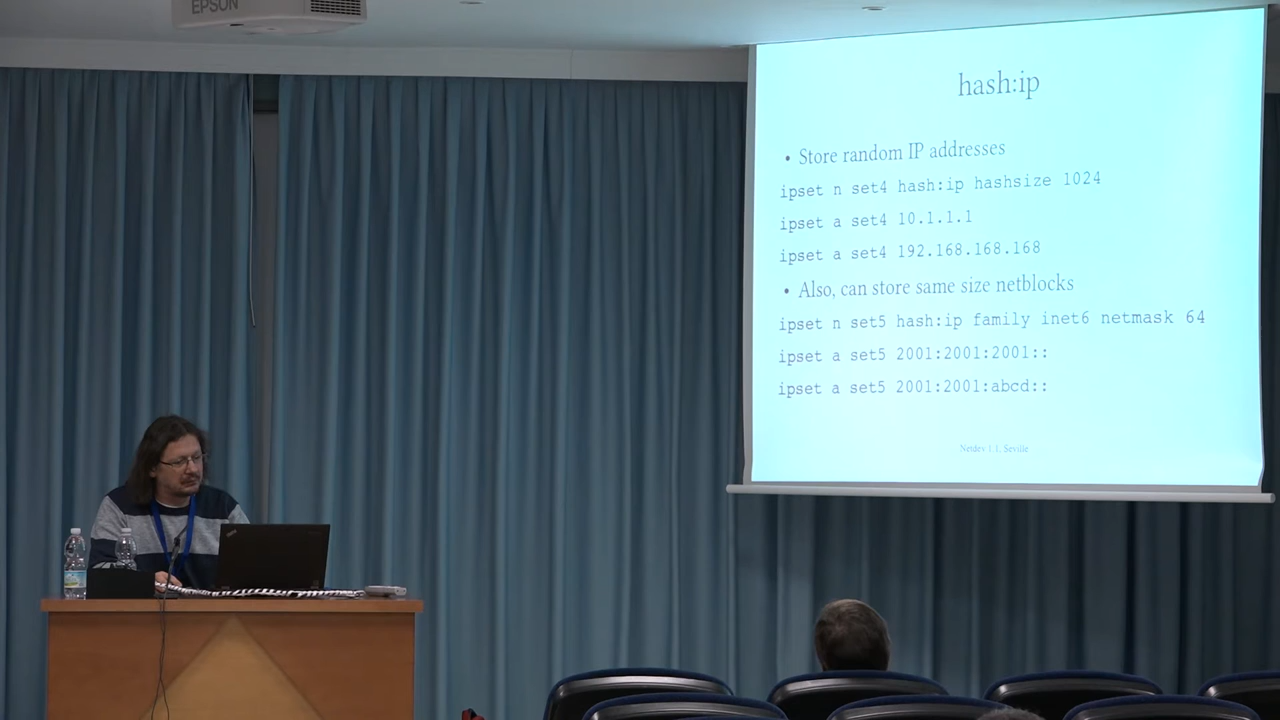 EPSON
hash:ip
• Store random IP addresses
ipset n set4 hash:ip hashsize 1024
ipset a set4 10.1.1.1
ipset a set4 192.168.168.168
• Also, can store same size netblocks
ipset n set5 hash:ip family inet6 netmask 64
ipset a set5 2001:2001:2001::
ipset a set5 2001:2001:abcd::
Netdev 1.1, Seville